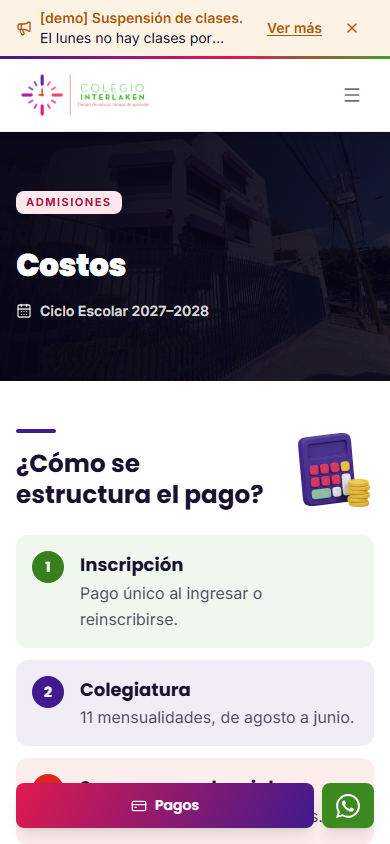 [demo] Suspensión de clases.
El lunes no hay clases por…
Ver más
COLEGIO
INTERLAKEN
ADMISIONES
Costos
Ciclo Escolar 2027–2028
¿Cómo se
estructura el pago?
1
Inscripción
Pago único al ingresar o
reinscribirse.
2
Colegiatura
11 mensualidades, de agosto a junio.
Pagos